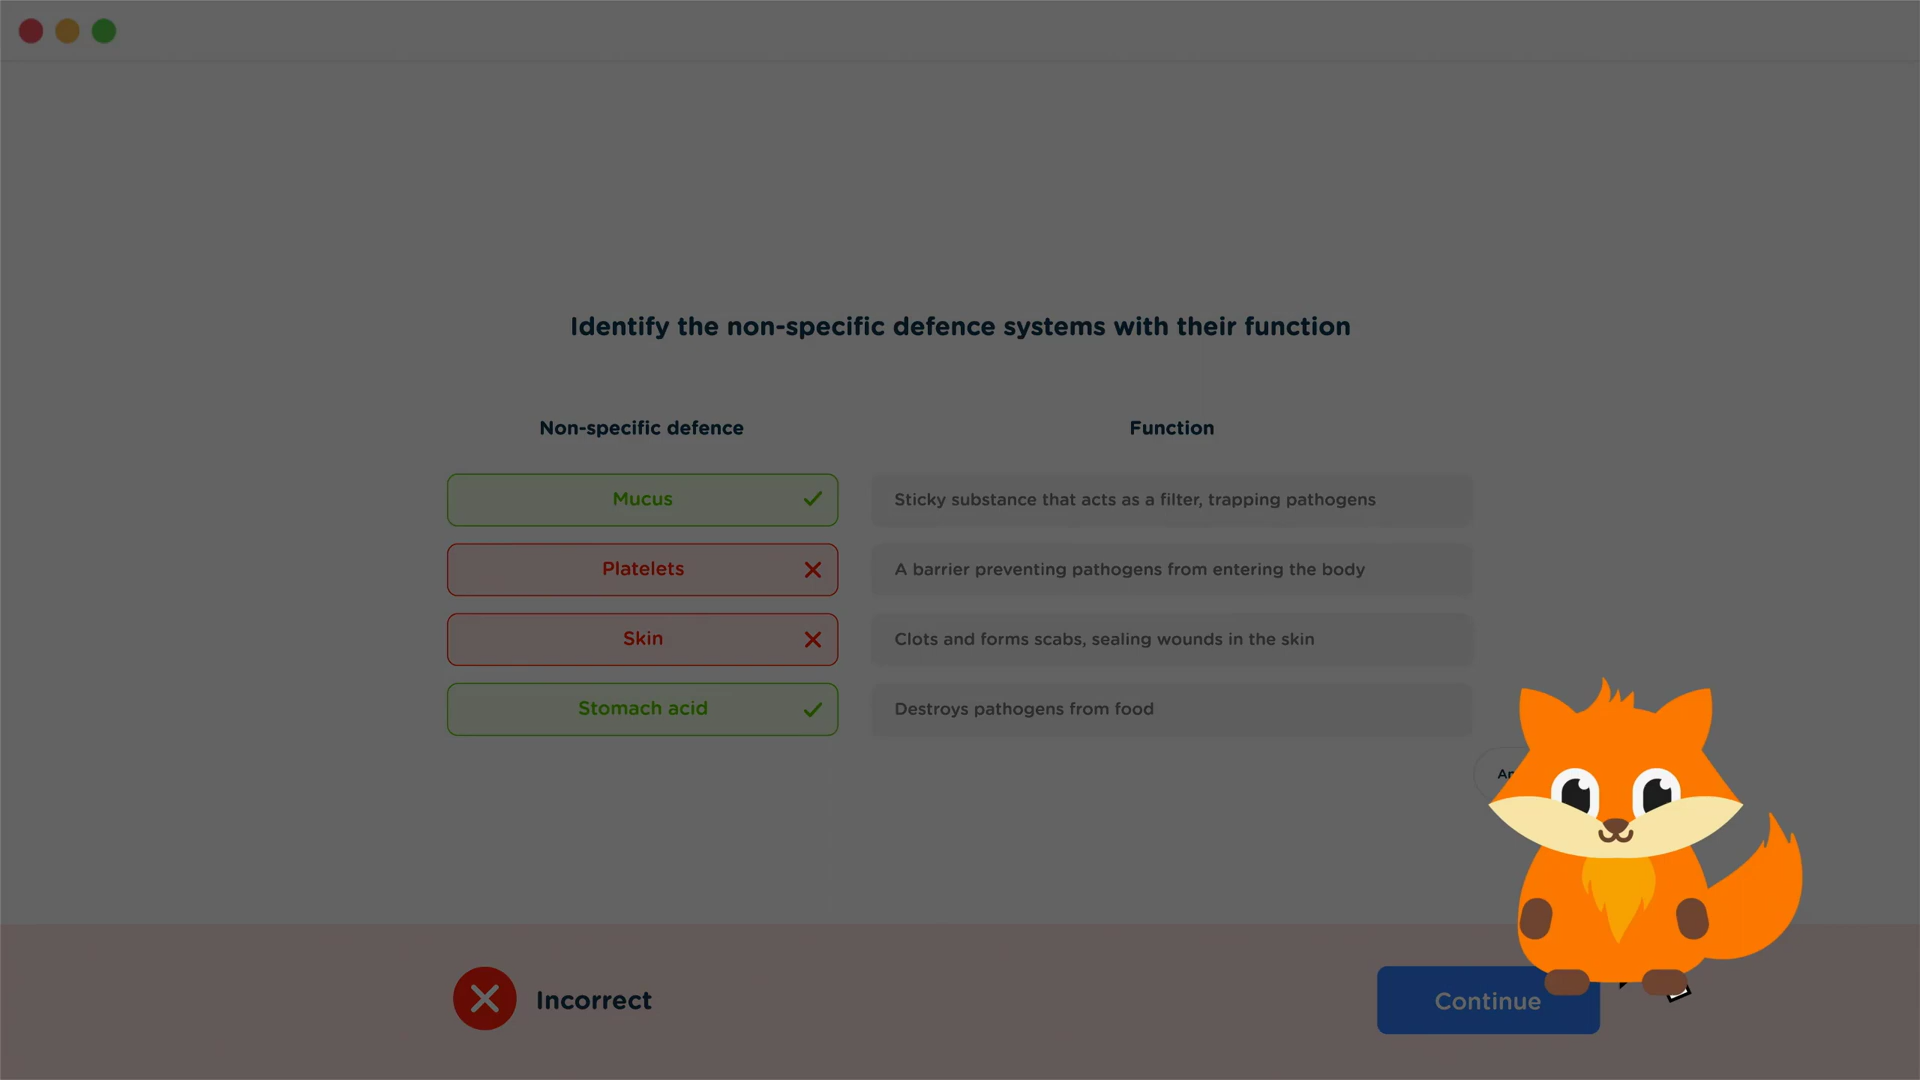 Identify the non-specific defence systems with their function
Non-specific defence
Function
Mucus
Sticky substance that acts as a filter, trapping pathogens
Platelets
A barrier preventing pathogens from entering the body
Skin
Clots and forms scabs, sealing wounds in the skin
Stomach acid
Destroys pathogens from food
Incorrect
Continue